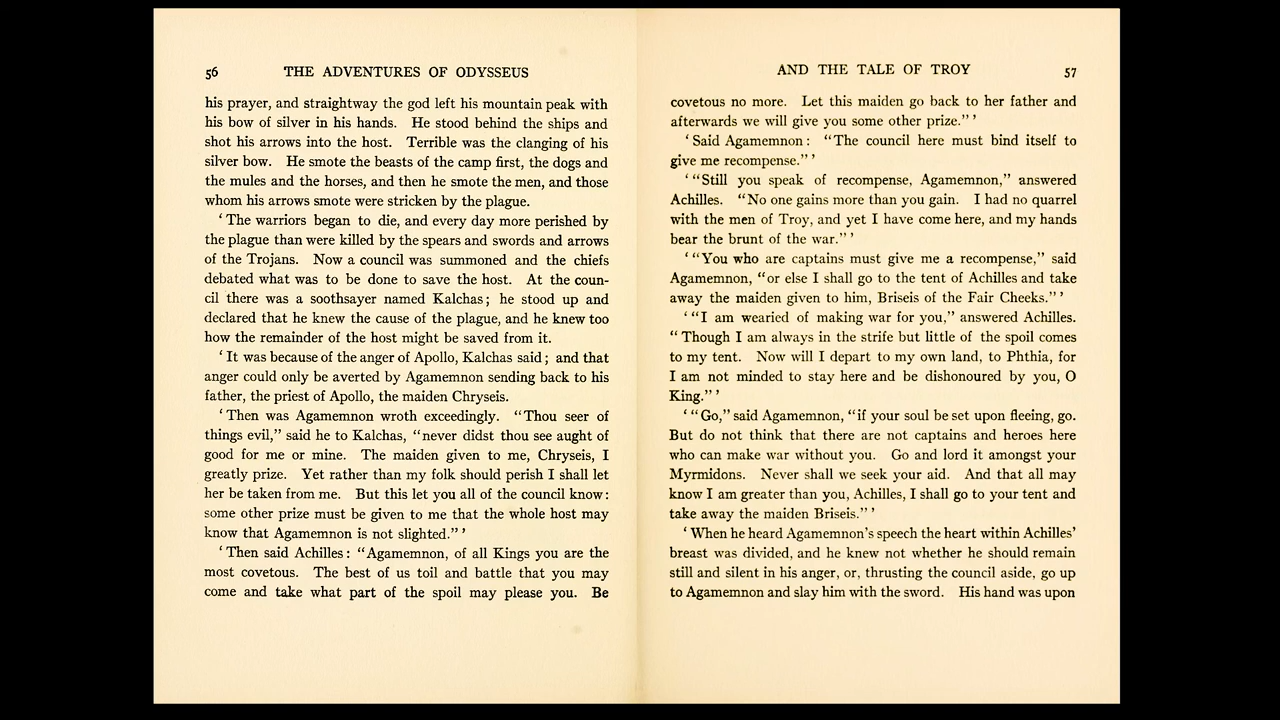 56 THE ADVENTURES OF ODYSSEUS
his prayer, and straightway the god left his mountain peak with
his bow of silver in his hands. He stood behind the ships and
shot his arrows into the host. Terrible was the clanging of his
silver bow. He smote the beasts of the camp first, the dogs and
the mules and the horses, and then he smote the men, and those
whom his arrows smote were stricken by the plague.
‘The warriors began to die, and every day more perished by
the plague than were killed by the spears and swords and arrows
of the Trojans. Now a council was summoned and the chiefs
debated what was to be done to save the host. At the coun-
cil there was a soothsayer named Kalchas; he stood up and
declared that he knew the cause of the plague, and he knew too
how the remainder of the host might be saved from it.
‘It was because of the anger of Apollo, Kalchas said; and that
anger could only be averted by Agamemnon sending back to his
father, the priest of Apollo, the maiden Chryseis.
‘Then was Agamemnon wroth exceedingly. “Thou seer of
things evil,” said he to Kalchas, “never didst thou see aught of
good for me or mine. The maiden given to me, Chryseis, I
greatly prize. Yet rather than my folk should perish I shall let
her be taken from me. But this let you all of the council know:
some other prize must be given to me that the whole host may
know that Agamemnon is not slighted.”’
‘Then said Achilles: “Agamemnon, of all Kings you are the
most covetous. The best of us toil and battle that you may
come and take what part of the spoil may please you. Be
AND THE TALE OF TROY 57
covetous no more. Let this maiden go back to her father and
afterwards we will give you some other prize.”’
‘Said Agamemnon: “The council here must bind itself to
give me recompense.”’
‘“Still you speak of recompense, Agamemnon,” answered
Achilles. “No one gains more than you gain. I had no quarrel
with the men of Troy, and yet I have come here, and my hands
bear the brunt of the war.”’
‘“You who are captains must give me a recompense,” said
Agamemnon, “or else I shall go to the tent of Achilles and take
away the maiden given to him, Briseis of the Fair Cheeks.”’
‘“I am wearied of making war for you,” answered Achilles.
“Though I am always in the strife but little of the spoil comes
to my tent. Now will I depart to my own land, to Phthia, for
I am not minded to stay here and be dishonoured by you, O
King.”’
‘“Go,” said Agamemnon, “if your soul be set upon fleeing, go.
But do not think that there are not captains and heroes here
who can make war without you. Go and lord it amongst your
Myrmidons. Never shall we seek your aid. And that all may
know I am greater than you, Achilles, I shall go to your tent and
take away the maiden Briseis.”’
‘When he heard Agamemnon’s speech the heart within Achilles’
breast was divided, and he knew not whether he should remain
still and silent in his anger, or, thrusting the council aside, go up
to Agamemnon and slay him with the sword. His hand was upon